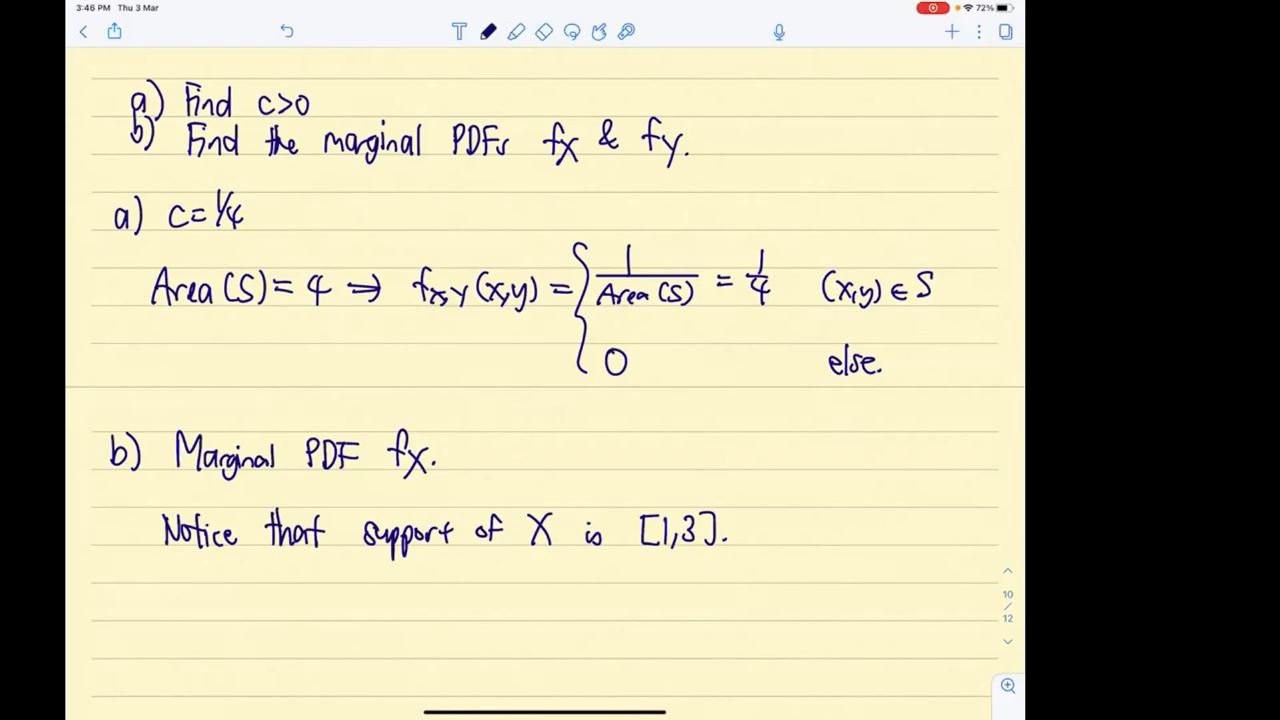 3:46 PM Thu 3 Mar
72%
a) Find c>0
b) Find the marginal PDFs fx & fy.
a) c=1/4
Area (S) = 4 ⇒ fx,y (x,y) = { 1 / Area (S) = 1/4 (x,y) ∈ S
0 else.
b) Marginal PDF fx.
Notice that support of X is [1,3].
10
/
12